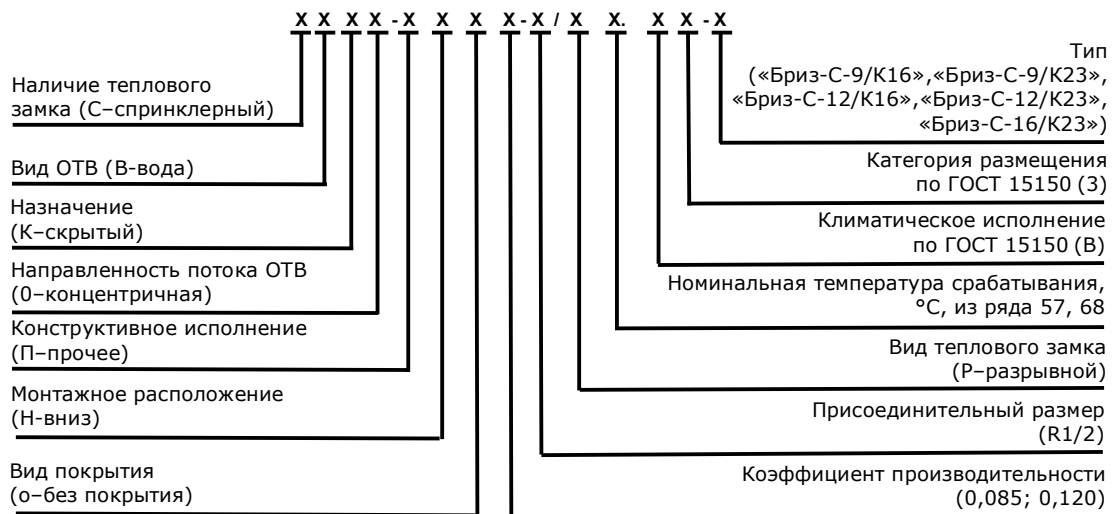 X X X X - X X X X - X / X X. X X - X
Наличие теплового
замка (С–спринклерный)
Вид ОТВ (В-вода)
Назначение
(К–скрытый)
Направленность потока ОТВ
(0–концентричная)
Конструктивное исполнение
(П–прочее)
Монтажное расположение
(Н-вниз)
Вид покрытия
(о–без покрытия)
Тип
(«Бриз-С-9/К16»,«Бриз-С-9/К23»,
«Бриз-С-12/К16»,«Бриз-С-12/К23»,
«Бриз-С-16/К23»)
Категория размещения
по ГОСТ 15150 (3)
Климатическое исполнение
по ГОСТ 15150 (В)
Номинальная температура срабатывания,
°С, из ряда 57, 68
Вид теплового замка
(Р–разрывной)
Присоединительный размер
(R1/2)
Коэффициент производительности
(0,085; 0,120)